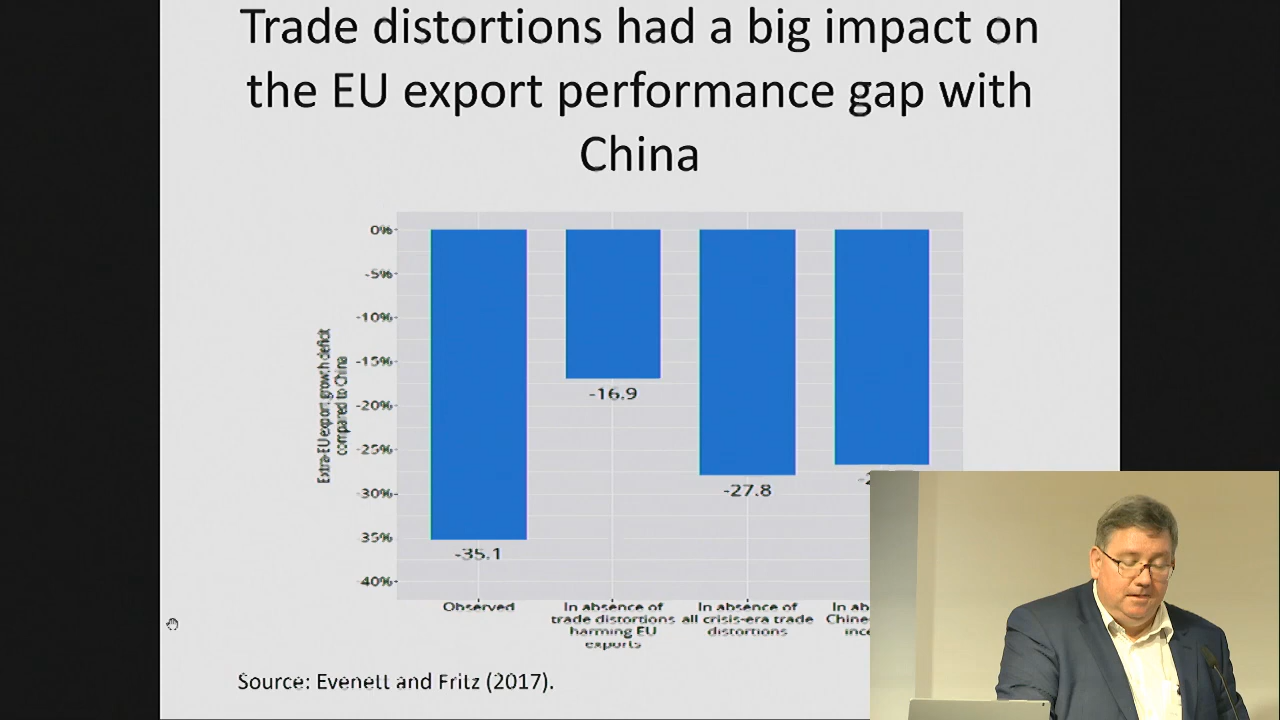 Trade distortions had a big impact on
the EU export performance gap with
China
0%
-5%
-10%
-15%
-20%
-25%
-30%
35%
40%
Extra-EU export growth deficit
compared to China
-35.1
-16.9
-27.8
Observed
In absence of
trade distortions
harming EU
exports
In absence of
all crisis-era trade
distortions
Source: Evenett and Fritz (2017).